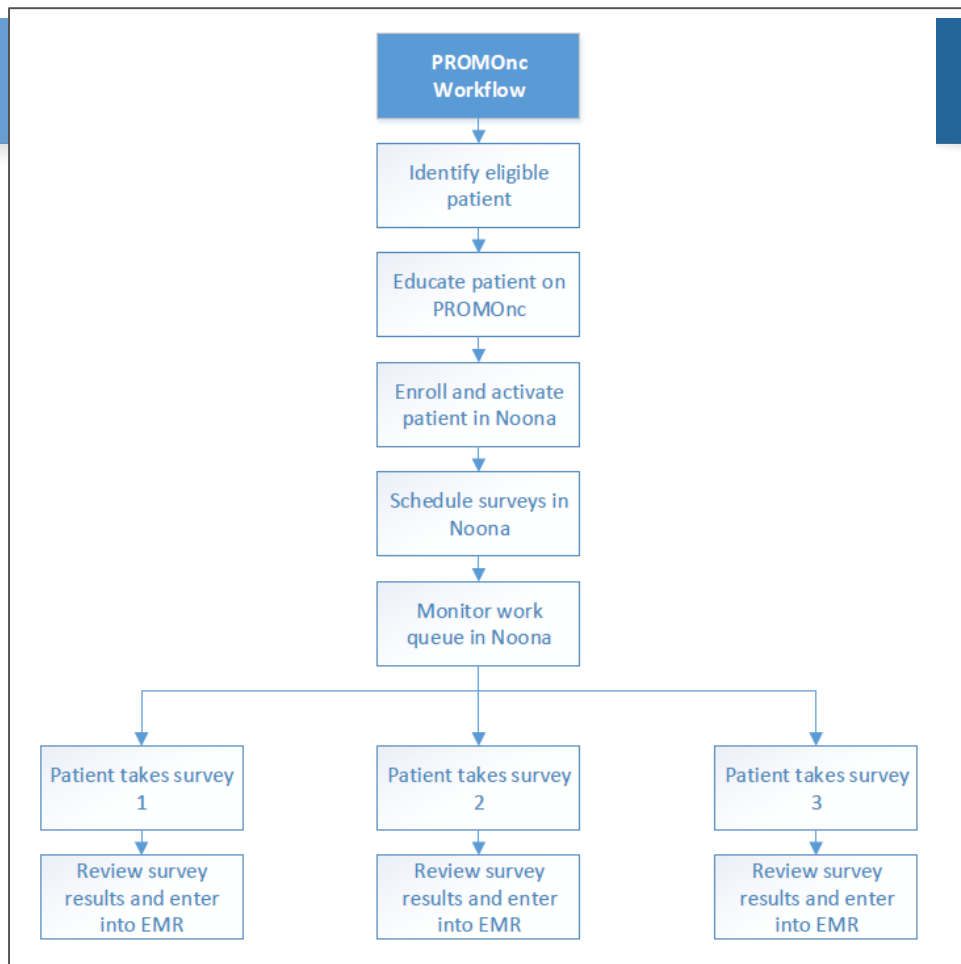 PROMOnc
Workflow
Identify eligible
patient
Educate patient on
PROMOnc
Enroll and activate
patient in Noona
Schedule surveys in
Noona
Monitor work
queue in Noona
Patient takes survey
1
Patient takes survey
2
Patient takes survey
3
Review survey
results and enter
into EMR
Review survey
results and enter
into EMR
Review survey
results and enter
into EMR